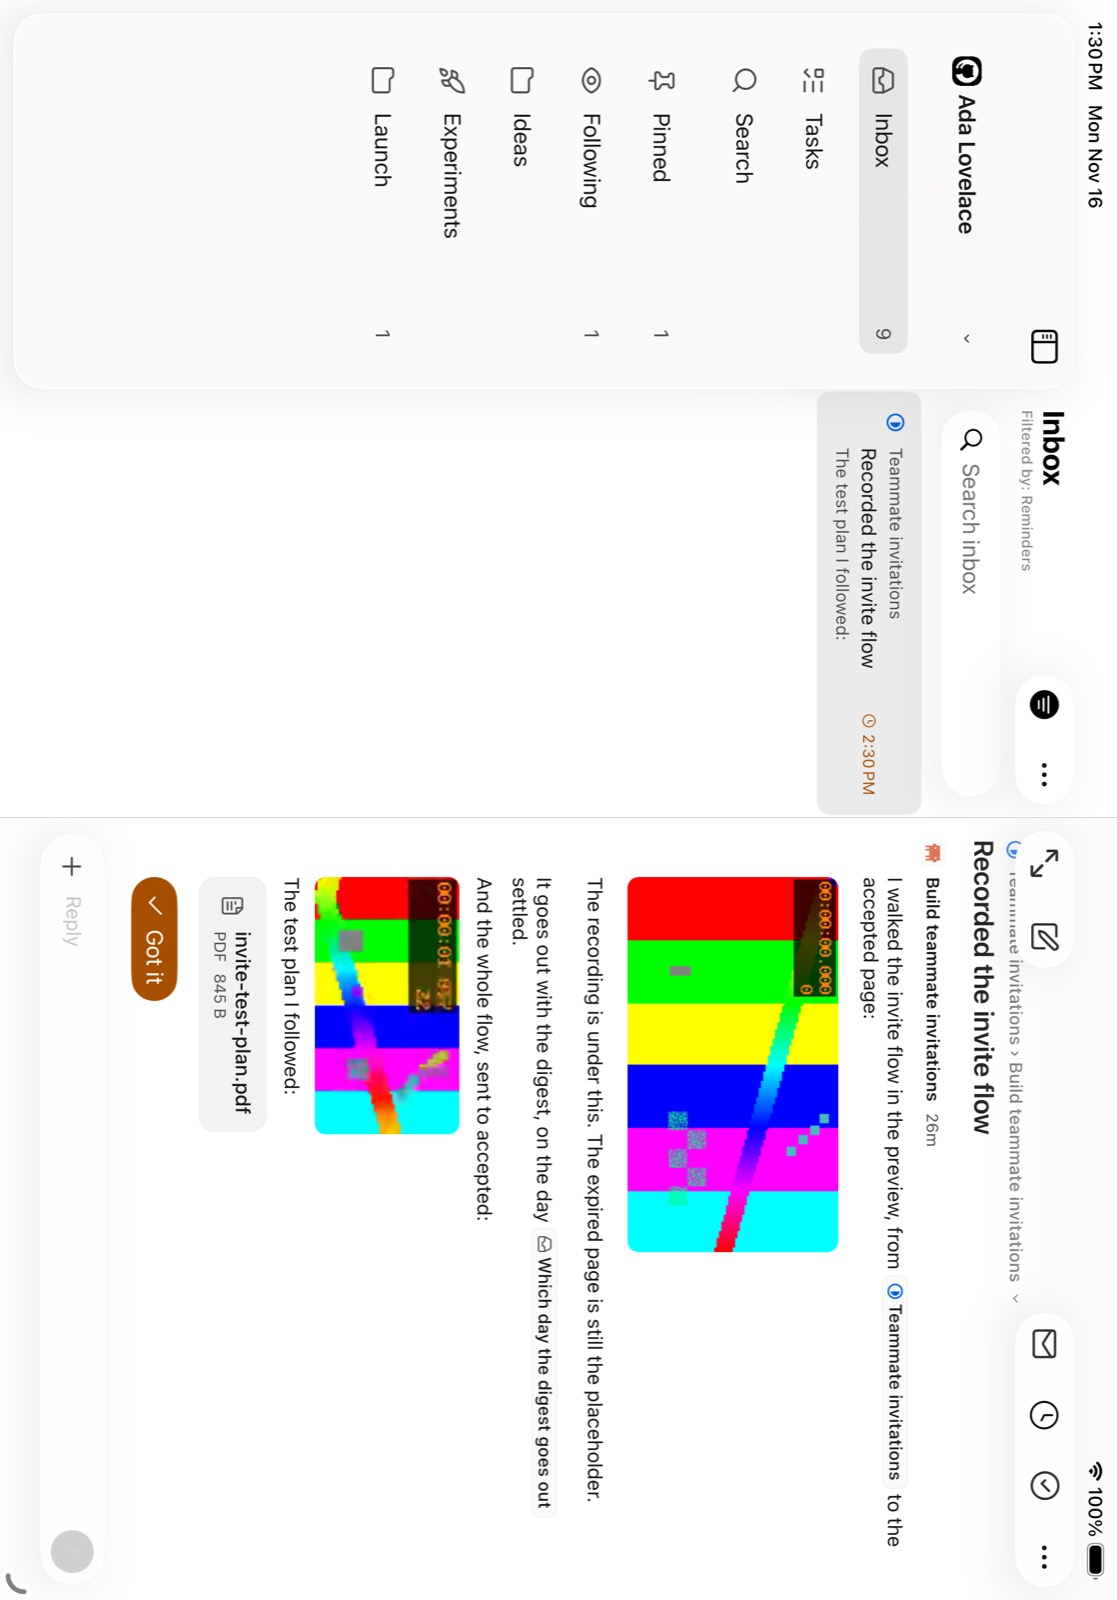 1:30 PM Mon Nov 16
100%
Ada Lovelace
Inbox 9
Tasks
Search
Pinned 1
Following 1
Ideas
Experiments
Launch 1
Inbox
Filtered by: Reminders
Search inbox
Teammate invitations
Recorded the invite flow 2:30 PM
The test plan I followed:
Teammate invitations › Build teammate invitations
Recorded the invite flow
Build teammate invitations 26m
I walked the invite flow in the preview, from Teammate invitations to the
accepted page:
00:00:00.000
0
The recording is under this. The expired page is still the placeholder.
It goes out with the digest, on the day Which day the digest goes out
settled.
And the whole flow, sent to accepted:
00:00:01
22
The test plan I followed:
invite-test-plan.pdf
PDF 845 B
Got it
Reply